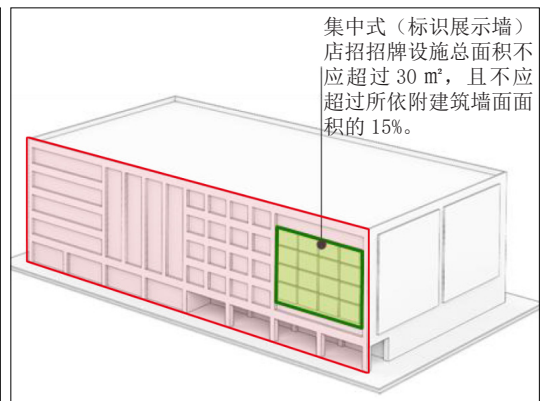 集中式（标识展示墙）
店招招牌设施总面积不
应超过 30 ㎡，且不应
超过所依附建筑墙面面
积的 15%。